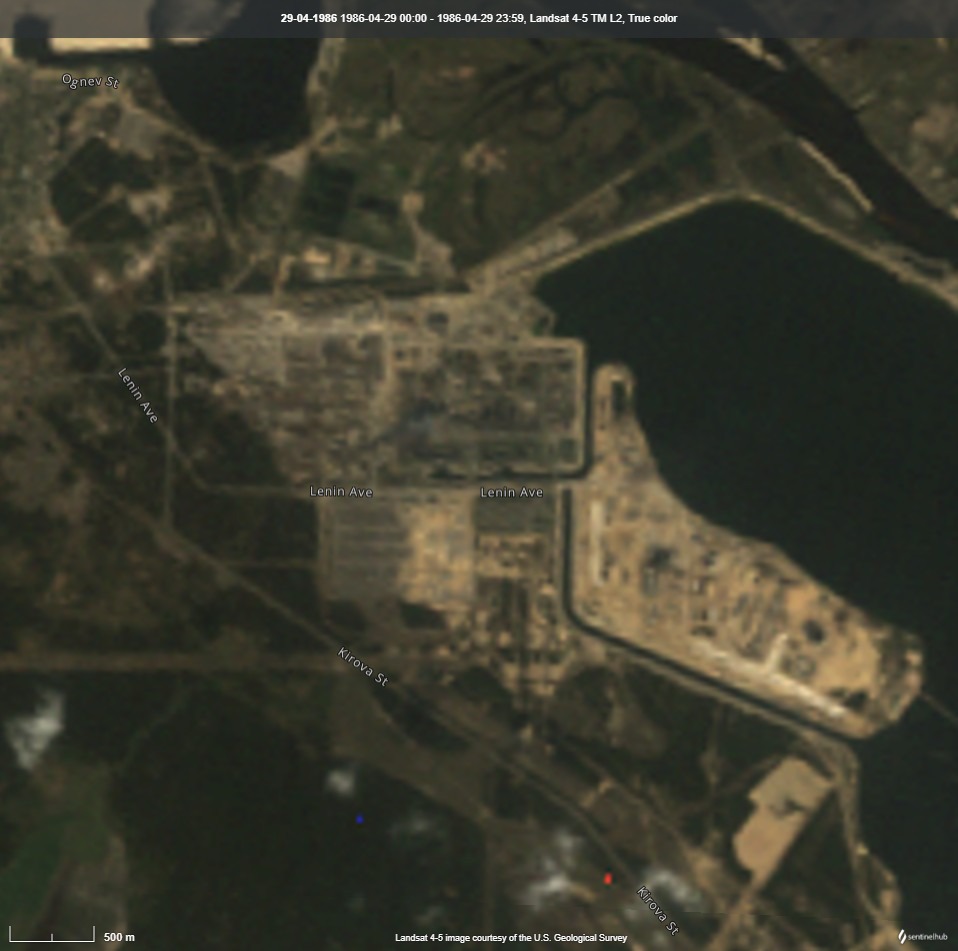 29-04-1986 1986-04-29 00:00 - 1986-04-29 23:59, Landsat 4-5 TM L2, True color
Ognev St
Lenin Ave
Lenin Ave
Lenin Ave
Kirova St
Kirova St
500 m
Landsat 4-5 image courtesy of the U.S. Geological Survey
sentinelhub